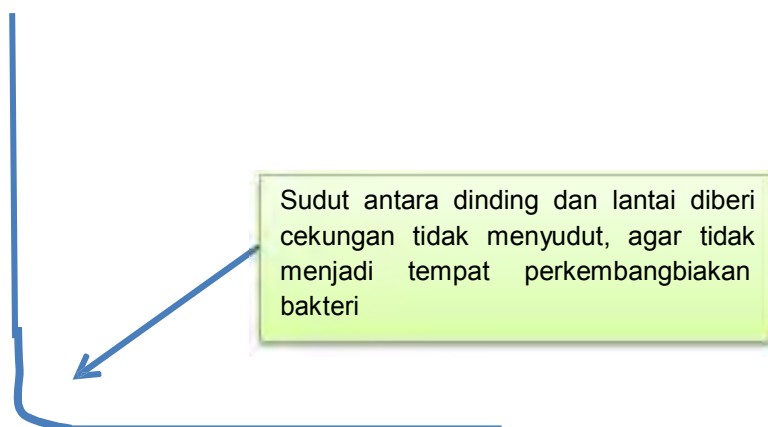 Sudut antara dinding dan lantai diberi
cekungan tidak menyudut, agar tidak
menjadi tempat perkembangbiakan
bakteri